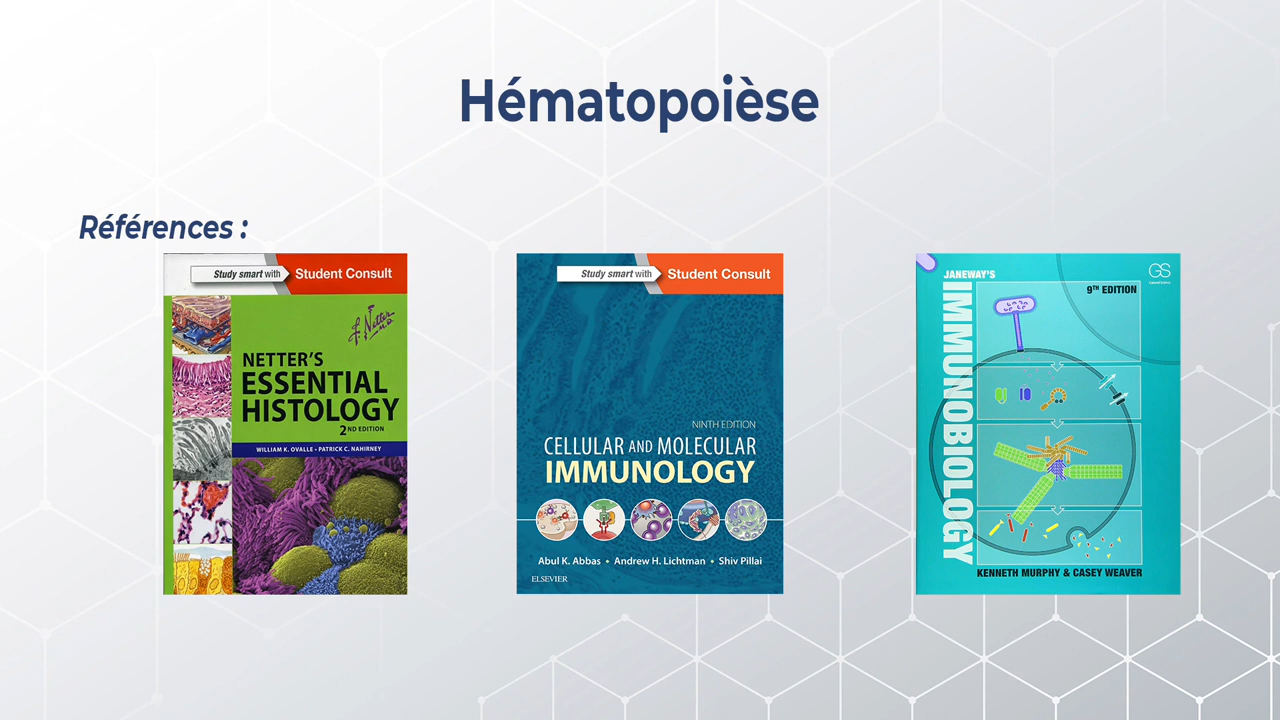 Hématopoièse
Références :
Study smart with Student Consult
F. Netter M.D.
NETTER'S
ESSENTIAL
HISTOLOGY
2ND EDITION
WILLIAM K. OVALLE • PATRICK C. NAHIRNEY
Study smart with Student Consult
NINTH EDITION
CELLULAR AND MOLECULAR
IMMUNOLOGY
Abul K. Abbas • Andrew H. Lichtman • Shiv Pillai
ELSEVIER
JANEWAY'S
IMMUNOBIOLOGY
GS
9TH EDITION
KENNETH MURPHY & CASEY WEAVER